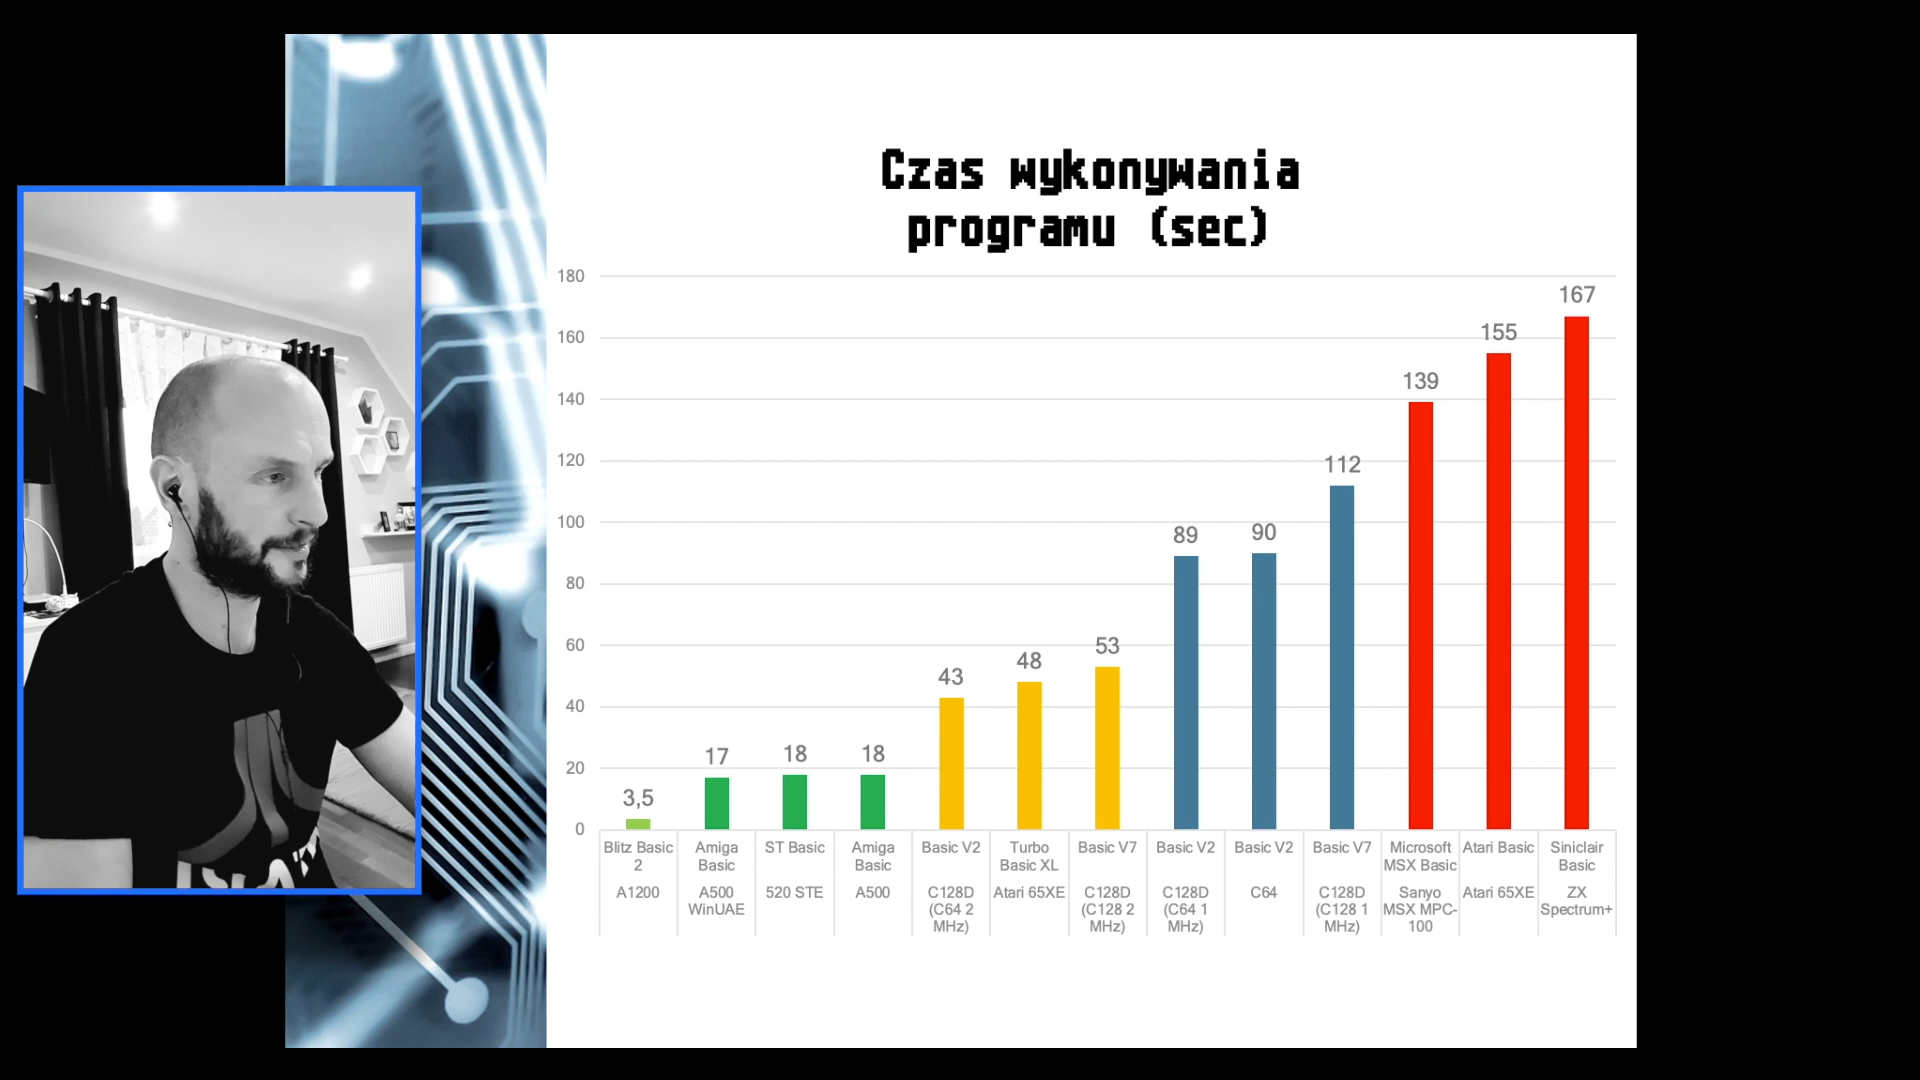 Czas wykonywania
programu (sec)
180
160
140
120
100
80
60
40
20
0
3,5
17
18
18
43
48
53
89
90
112
139
155
167
Blitz Basic
2
Amiga
Basic
ST Basic
Amiga
Basic
Basic V2
Turbo
Basic XL
Basic V7
Basic V2
Basic V2
Basic V7
Microsoft
MSX Basic
Atari Basic
Siniclair
Basic
A1200
A500
WinUAE
520 STE
A500
C128D
(C64 2
MHz)
Atari 65XE
C128D
(C128 2
MHz)
C128D
(C64 1
MHz)
C64
C128D
(C128 1
MHz)
Sanyo
MSX MPC-
100
Atari 65XE
ZX
Spectrum+